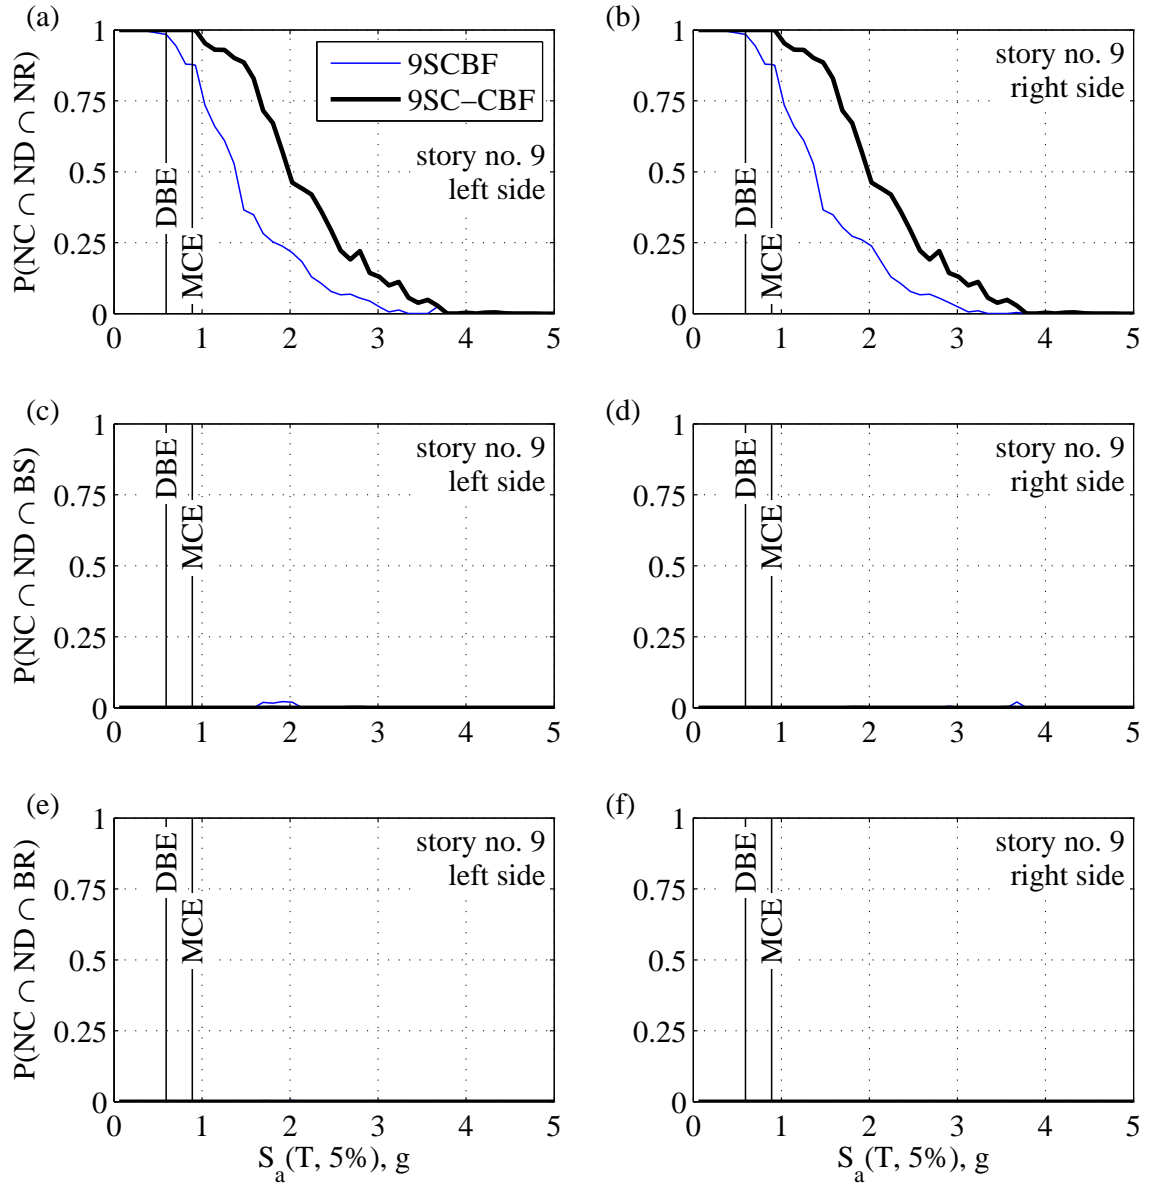 (a)
(b)
P(NC ∩ ND ∩ NR)
1
0.75
0.5
0.25
0
0 1 2 3 4 5
DBE
MCE
9SCBF
9SC−CBF
story no. 9
left side
1
0.75
0.5
0.25
0
0 1 2 3 4 5
DBE
MCE
story no. 9
right side
(c)
(d)
P(NC ∩ ND ∩ BS)
1
0.75
0.5
0.25
0
0 1 2 3 4 5
DBE
MCE
story no. 9
left side
1
0.75
0.5
0.25
0
0 1 2 3 4 5
DBE
MCE
story no. 9
right side
(e)
(f)
P(NC ∩ ND ∩ BR)
1
0.75
0.5
0.25
0
0 1 2 3 4 5
DBE
MCE
story no. 9
left side
Sa(T, 5%), g
1
0.75
0.5
0.25
0
0 1 2 3 4 5
DBE
MCE
story no. 9
right side
Sa(T, 5%), g